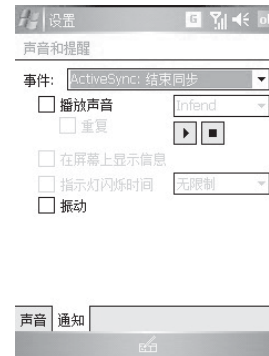 设置 G
声音和提醒
事件: ActiveSync: 结束同步
播放声音 Infend
重复
在屏幕上显示信息
指示灯闪烁时间 无限制
振动
声音 通知